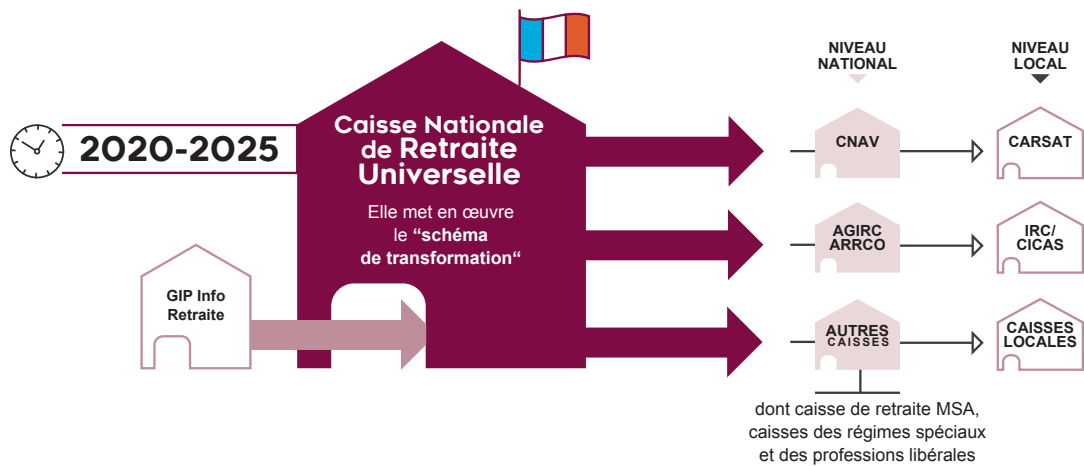 NIVEAU
NATIONAL
NIVEAU
LOCAL
2020-2025
Caisse Nationale
de Retraite
Universelle
Elle met en œuvre
le “schéma
de transformation“
GIP Info
Retraite
CNAV
CARSAT
AGIRC
ARRCO
IRC/
CICAS
AUTRES
CAISSES
CAISSES
LOCALES
dont caisse de retraite MSA,
caisses des régimes spéciaux
et des professions libérales